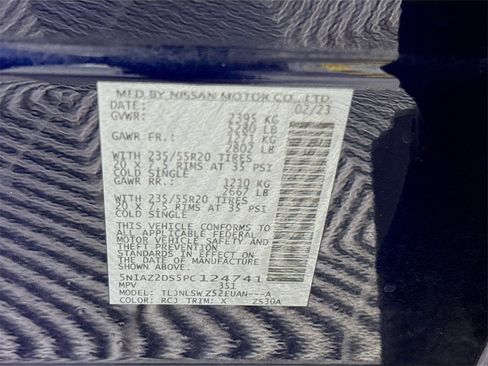 MFD BY NISSAN MOTOR CO., LTD.
DATE: 02/23
GVWR: 2395 KG
5280 LB
GAWR FR.: 1271 KG
2802 LB
WITH 235/55R20 TIRES
20 X 7.5 RIMS AT 35 PSI
COLD SINGLE
GAWR RR.: 1210 KG
2667 LB
WITH 235/55R20 TIRES
20 X 7.5 RIMS AT 35 PSI
COLD SINGLE
THIS VEHICLE CONFORMS TO
ALL APPLICABLE FEDERAL
MOTOR VEHICLE SAFETY AND
THEFT PREVENTION
STANDARDS IN EFFECT ON
THE DATE OF MANUFACTURE
SHOWN ABOVE
5N1AZ2DS5PC124741
MPV 351
MODEL: TLJNLSWZ52EUAN---A
COLOR: RCJ TRIM: X Z530A